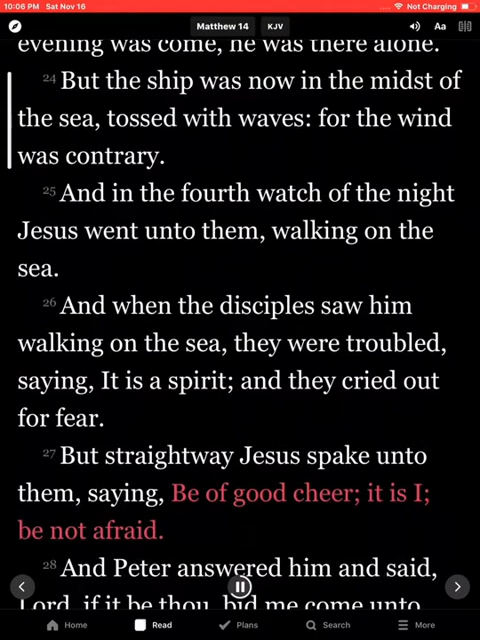 10:06 PM Sat Nov 16 Not Charging
Matthew 14 KJV AA
evening was come, he was there alone.
24 But the ship was now in the midst of
the sea, tossed with waves: for the wind
was contrary.
25 And in the fourth watch of the night
Jesus went unto them, walking on the
sea.
26 And when the disciples saw him
walking on the sea, they were troubled,
saying, It is a spirit; and they cried out
for fear.
27 But straightway Jesus spake unto
them, saying, Be of good cheer; it is I;
be not afraid.
28 And Peter answered him and said,
Lord, if it be thou, bid me come unto
Home Read Plans Search More